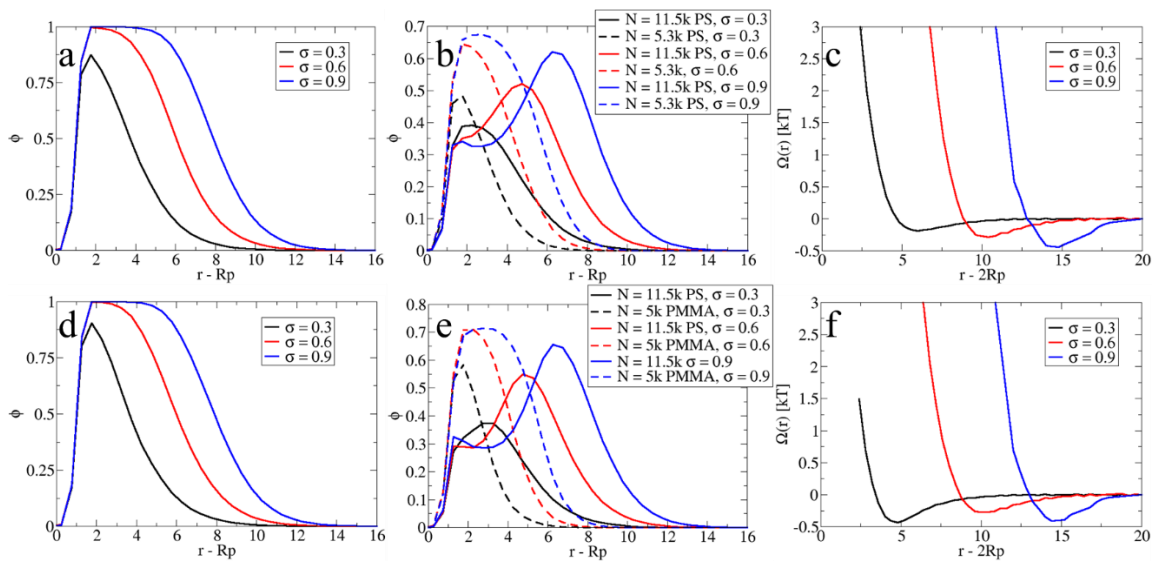 a
1
0.75
0.5
0.25
0
ϕ
0 2 4 6 8 10 12 14 16
r - Rp
σ = 0.3
σ = 0.6
σ = 0.9
b
0.7
0.6
0.5
0.4
0.3
0.2
0.1
0
ϕ
0 2 4 6 8 10 12 14 16
r - Rp
N = 11.5k PS, σ = 0.3
N = 5.3k PS, σ = 0.3
N = 11.5k PS, σ = 0.6
N = 5.3k, σ = 0.6
N = 11.5k PS, σ = 0.9
N = 5.3k PS, σ = 0.9
c
3
2.5
2
1.5
1
0.5
0
-0.5
Ω(r) [kT]
0 5 10 15 20
r - 2Rp
σ = 0.3
σ = 0.6
σ = 0.9
d
1
0.75
0.5
0.25
0
ϕ
0 2 4 6 8 10 12 14 16
r - Rp
σ = 0.3
σ = 0.6
σ = 0.9
e
0.8
0.7
0.6
0.5
0.4
0.3
0.2
0.1
0
ϕ
0 2 4 6 8 10 12 14 16
r - Rp
N = 11.5k PS, σ = 0.3
N = 5k PMMA, σ = 0.3
N = 11.5k PS, σ = 0.6
N = 5k PMMA, σ = 0.6
N = 11.5k σ = 0.9
N = 5k PMMA, σ = 0.9
f
3
2.5
2
1.5
1
0.5
0
-0.5
Ω(r) [kT]
0 5 10 15 20
r - 2Rp
σ = 0.3
σ = 0.6
σ = 0.9